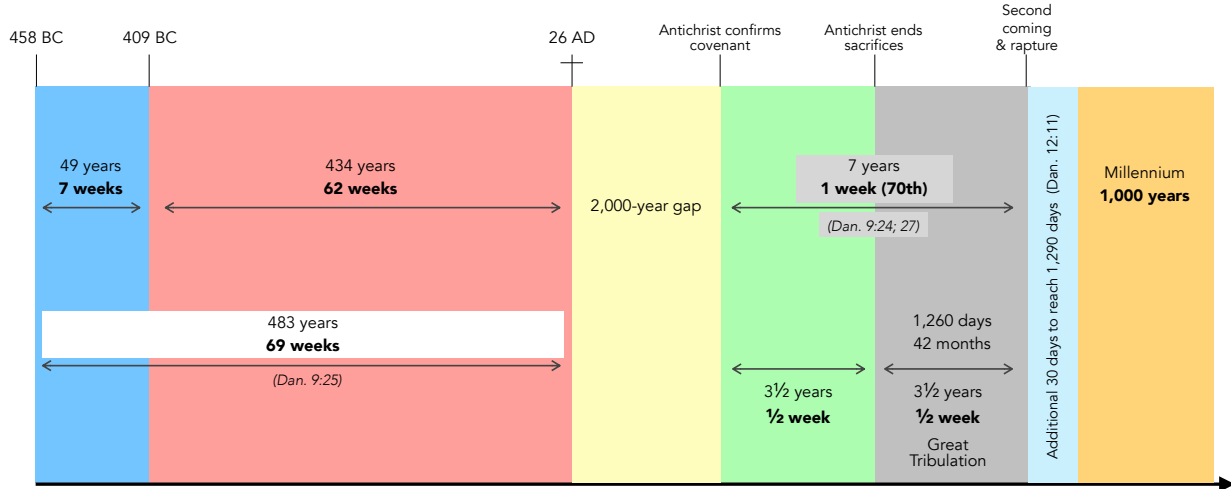 458 BC
409 BC
26 AD
Antichrist confirms
covenant
Antichrist ends
sacrifices
Second
coming
& rapture
49 years
7 weeks
434 years
62 weeks
2,000-year gap
7 years
1 week (70th)
(Dan. 9:24; 27)
Additional 30 days to reach 1,290 days (Dan. 12:11)
Millennium
1,000 years
483 years
69 weeks
(Dan. 9:25)
1,260 days
42 months
3½ years
½ week
3½ years
½ week
Great
Tribulation